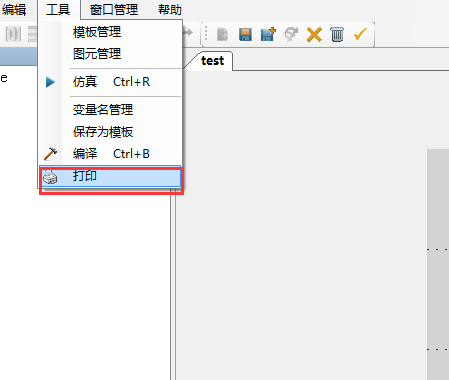 编辑 工具 窗口管理 帮助
模板管理
图元管理
test
e
仿真 Ctrl+R
变量名管理
保存为模板
编译 Ctrl+B
打印